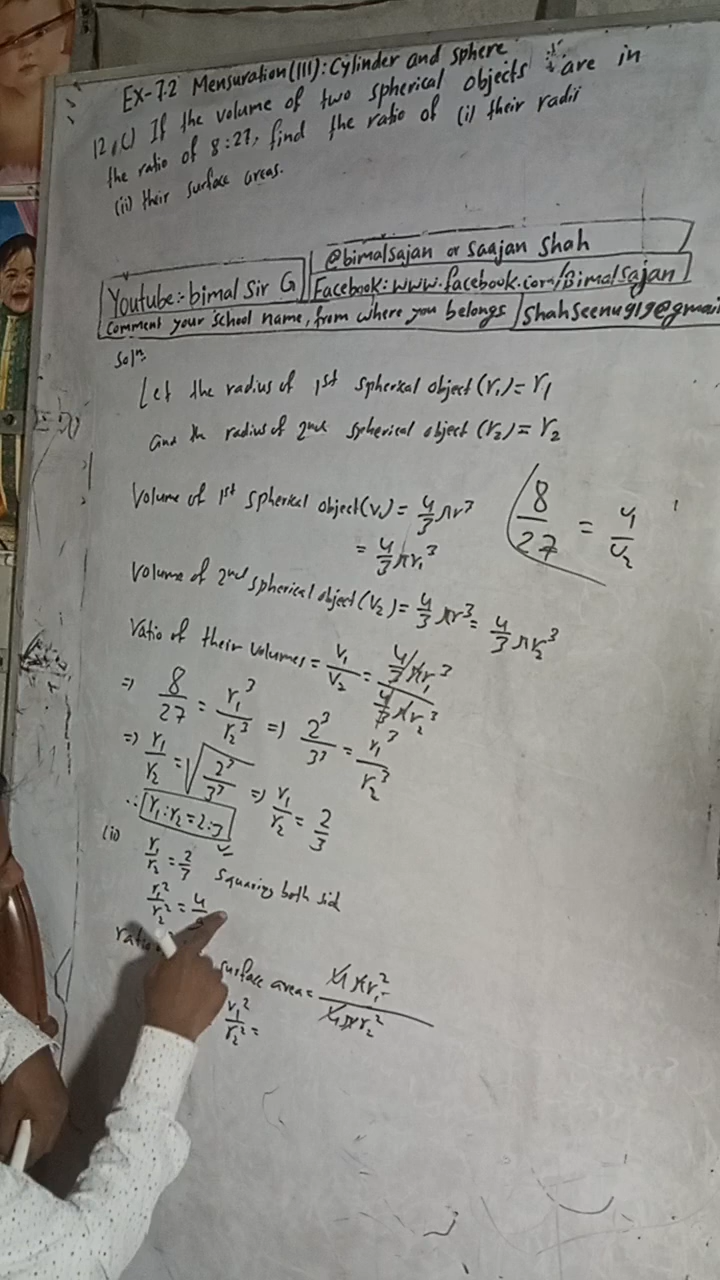 EX-7.2 Mensuration(III): Cylinder and sphere
12.c) If the volume of two spherical objects are in
the ratio of 8:27, find the ratio of (i) their radii
(ii) their surface areas.
Youtube:- bimal Sir G
@bimalsajan or Saajan Shah
Facebook: www.facebook.com/Bimalsajan
Comment your school name, from where you belongs
Shahseenu919@gmai
Solⁿ:
Let the radius of 1st spherical object (r₁) = r₁
and the radius of 2nd spherical object (r₂) = r₂
Volume of 1st spherical object (v₁) = 4/3 πr³
= 4/3 πr₁³
8/27 = v₁/v₂
Volume of 2nd spherical object (v₂) = 4/3 πr³ = 4/3 πr₂³
ratio of their volumes = v₁/v₂ = 4/3 πr₁³ / 4/3 πr₂³
=> 8/27 = r₁³/r₂³ => 2³/3³ = r₁³/r₂³
=> r₁/r₂ = √2³/3³ => r₁/r₂ = 2/3
∴ r₁:r₂ = 2:3
(ii)
r₁/r₂ = 2/3 squaring both sid
r₁²/r₂² = 4/9
ratio surface area = 4πr₁² / 4πr₂²
r₁²/r₂² =